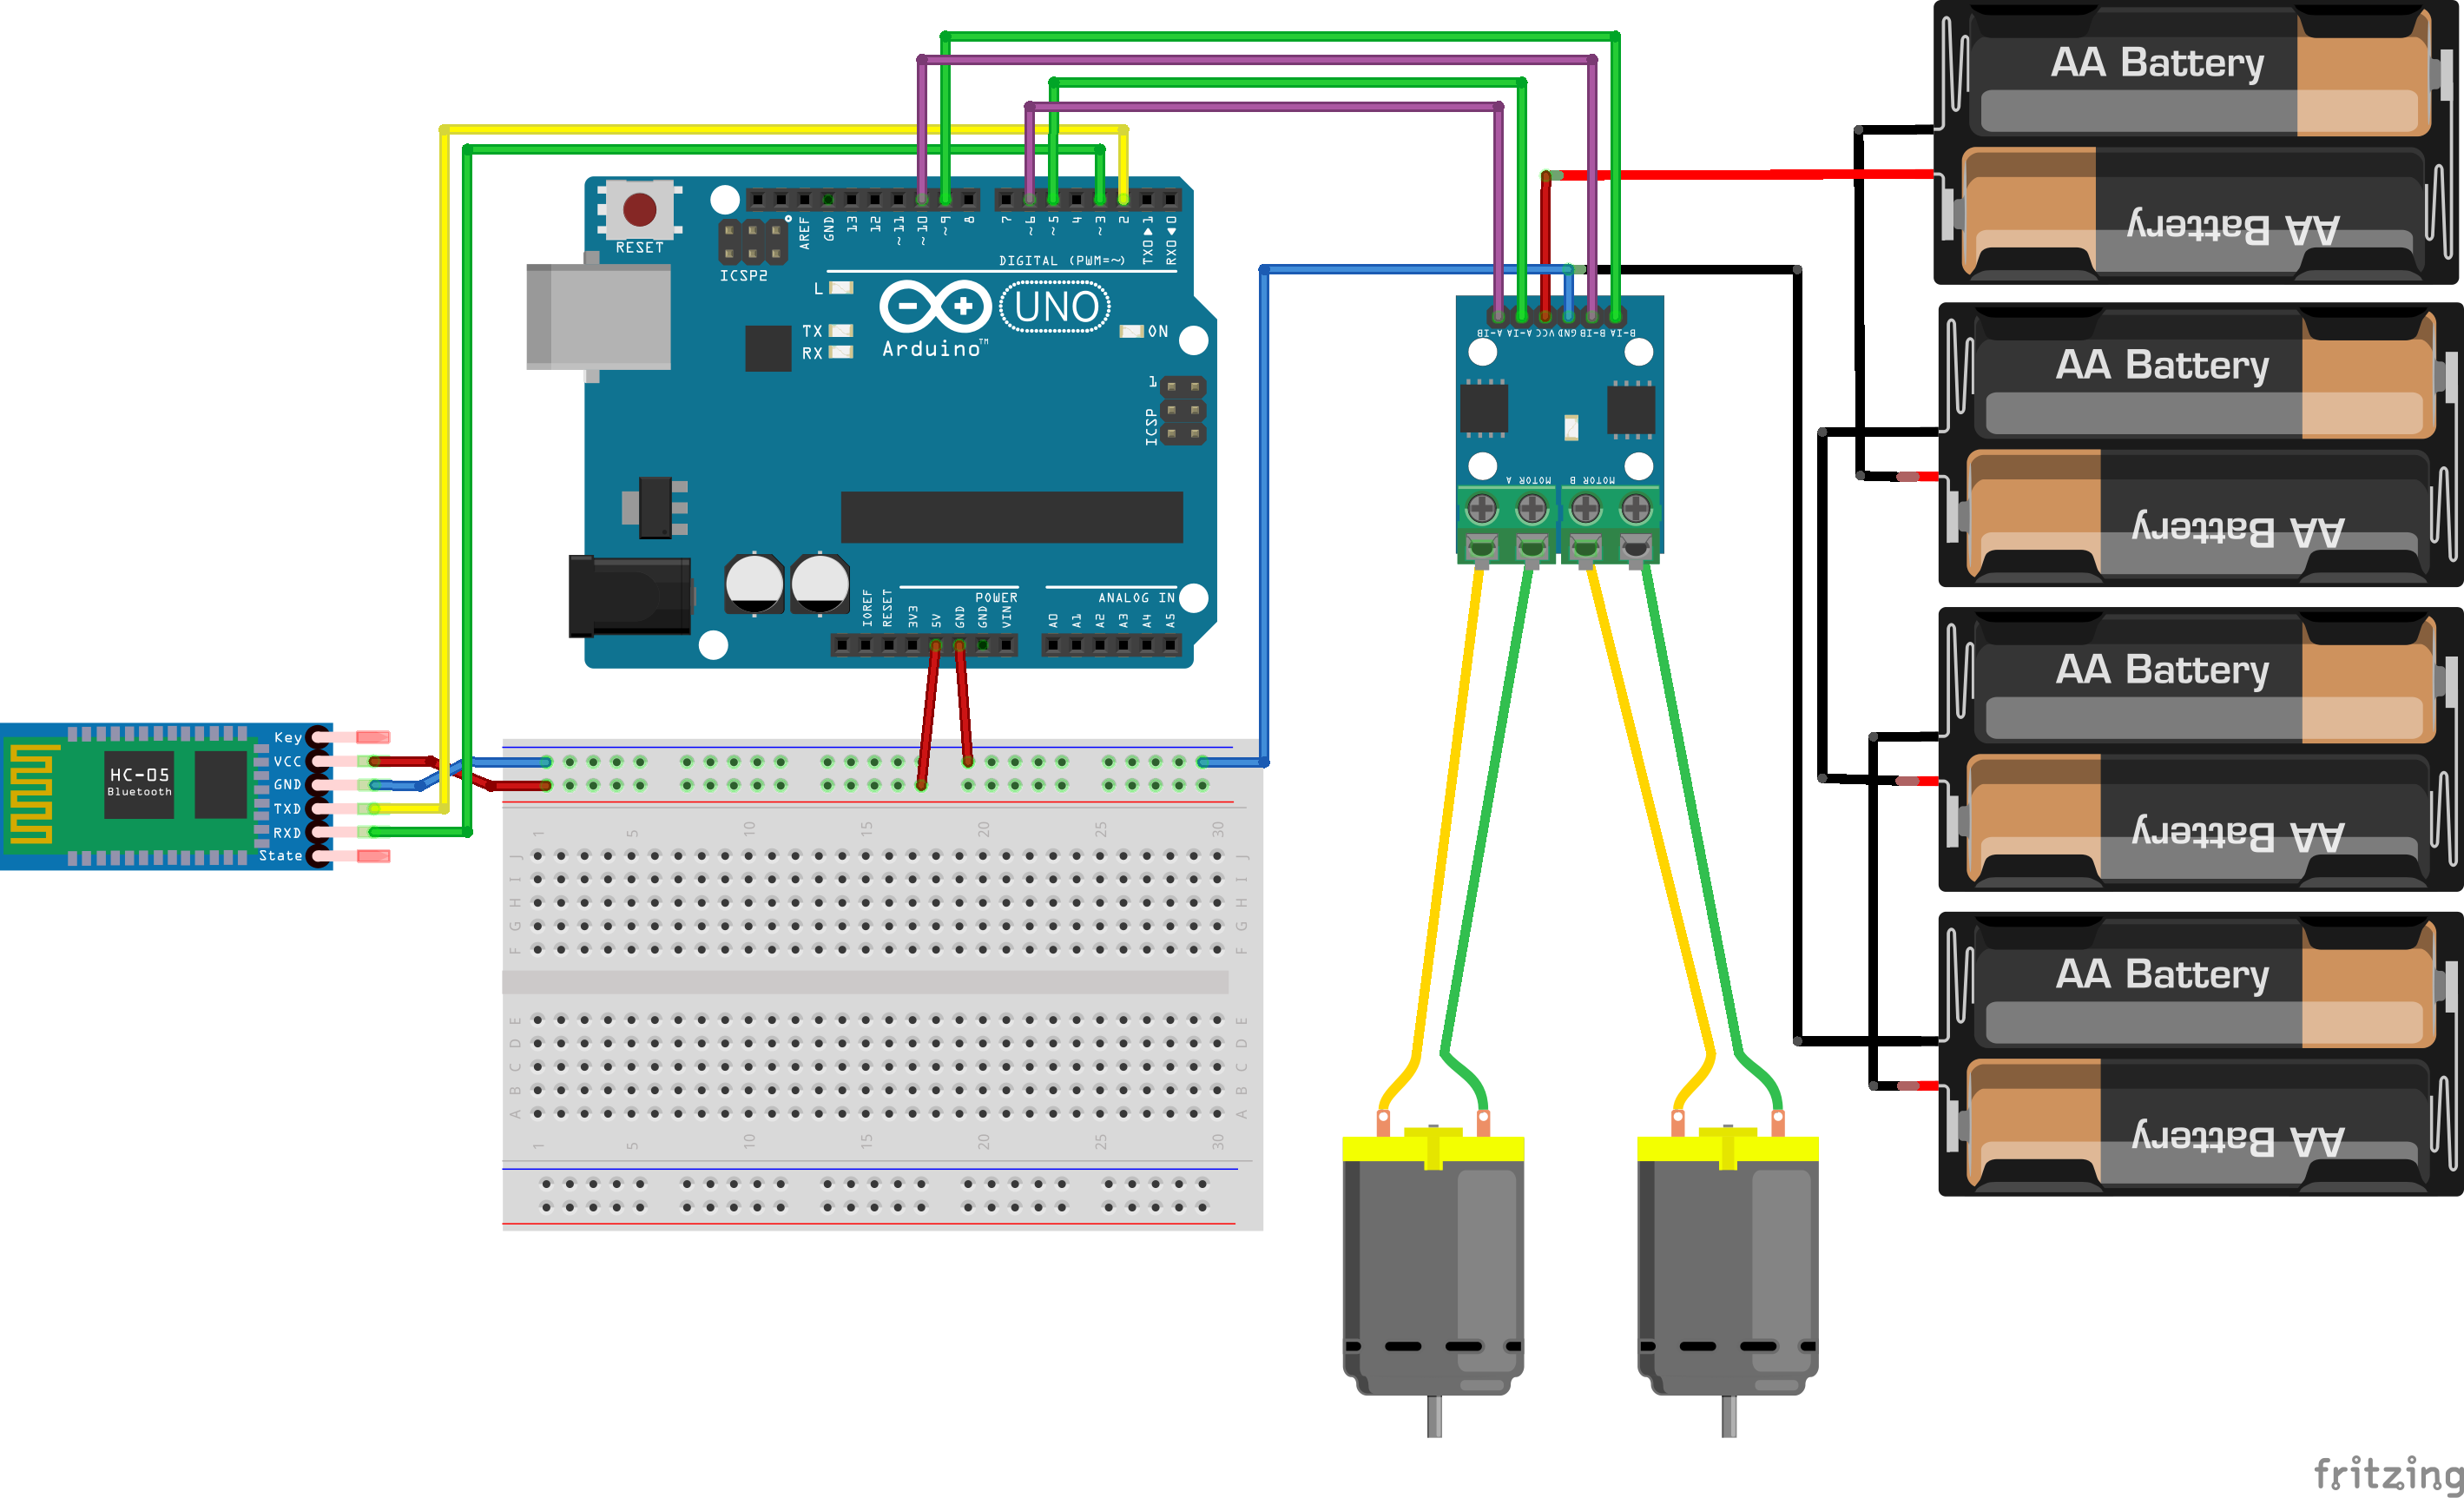 AA Battery
AA Battery
RESET
ICSP2
AREF
GND
13
12
~11
~10
~9
8
7
~6
~5
4
~3
2
TX0▶1
RX0◀0
DIGITAL (PWM=~)
L
TX
RX
Arduino™
UNO
ON
1
ICSP
A-IB
A-IA
VCC
GND
B-IB
B-IA
AA Battery
AA Battery
MOTOR A
MOTOR B
POWER
ANALOG IN
IOREF
RESET
3V3
5V
GND
GND
VIN
A0
A1
A2
A3
A4
A5
AA Battery
AA Battery
HC-05
Bluetooth
Key
VCC
GND
TXD
RXD
State
1 5 10 15 20 25 30
J J
I I
H H
G G
F F
AA Battery
AA Battery
E E
D D
C C
B B
A A
1 5 10 15 20 25 30
fritzing